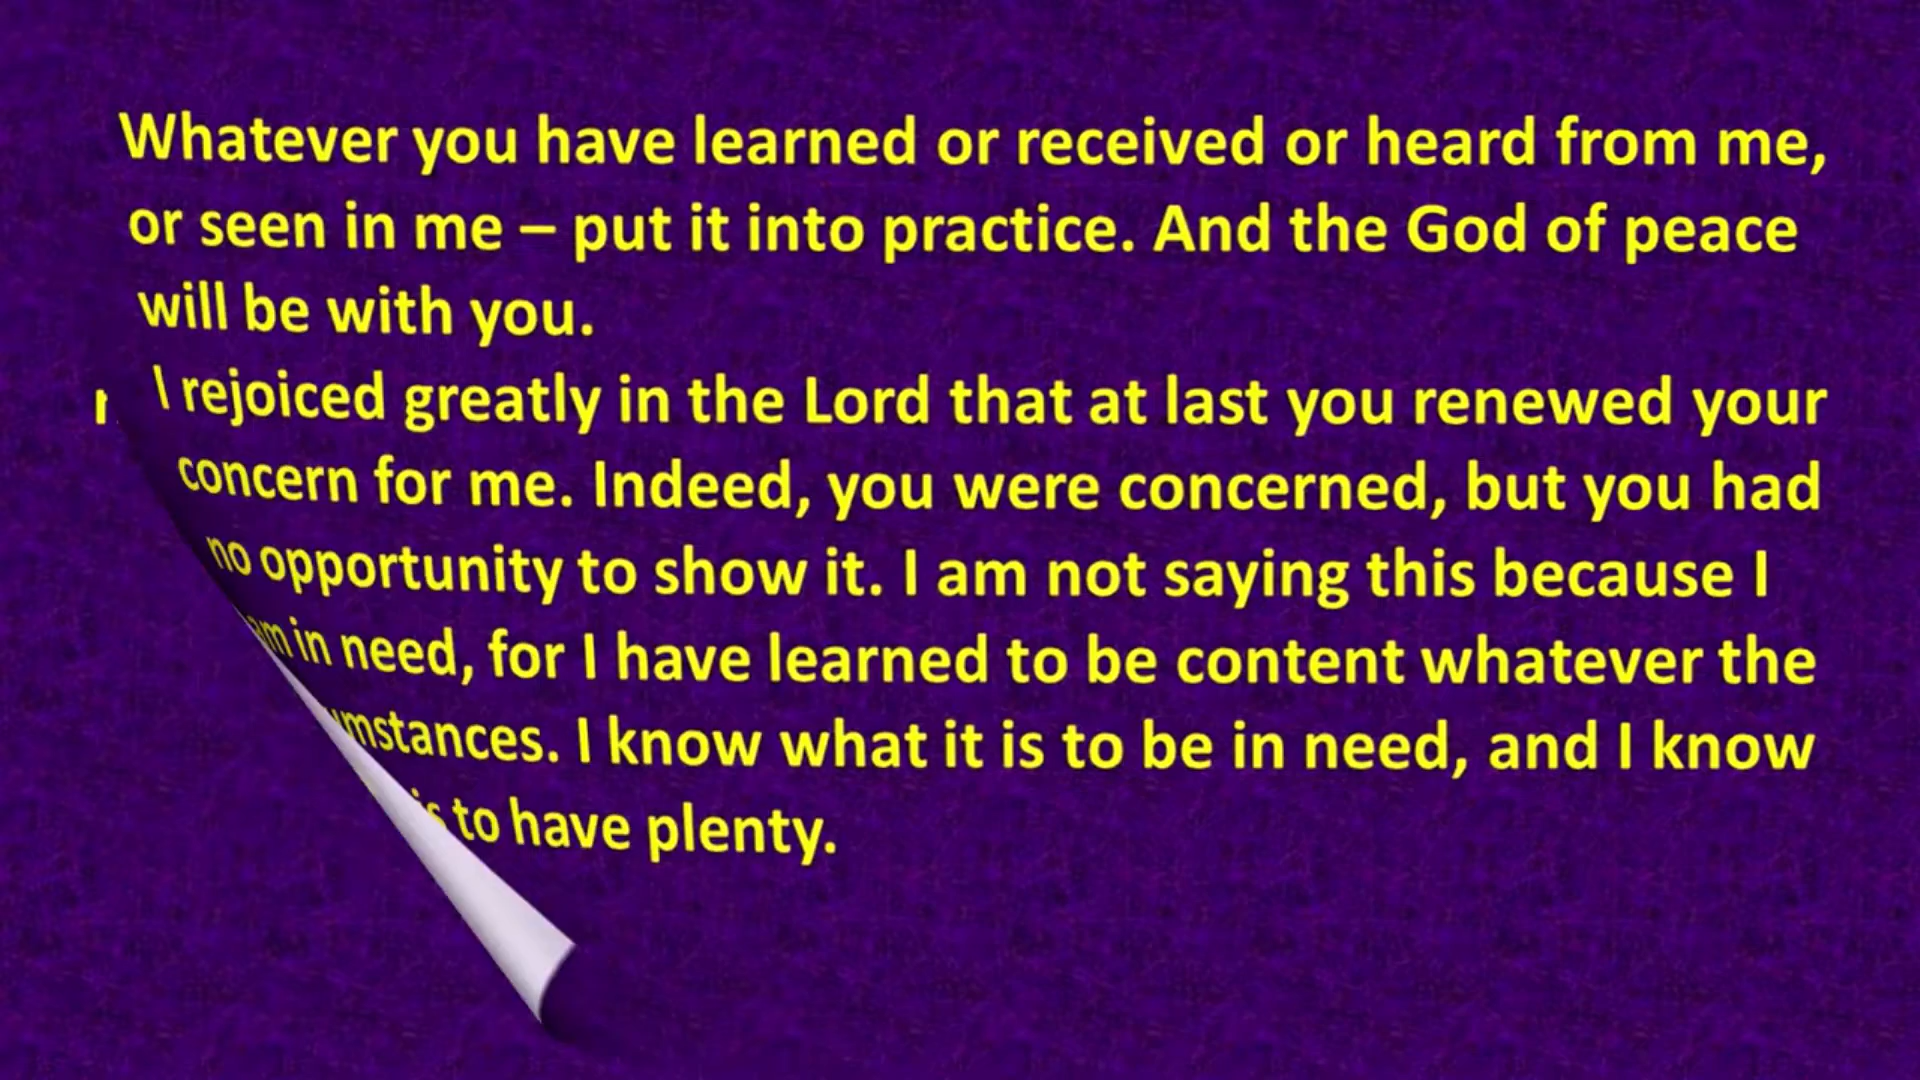 Whatever you have learned or received or heard from me,
or seen in me – put it into practice. And the God of peace
will be with you.
I rejoiced greatly in the Lord that at last you renewed your
concern for me. Indeed, you were concerned, but you had
no opportunity to show it. I am not saying this because I
am in need, for I have learned to be content whatever the
mstances. I know what it is to be in need, and I know
is to have plenty.